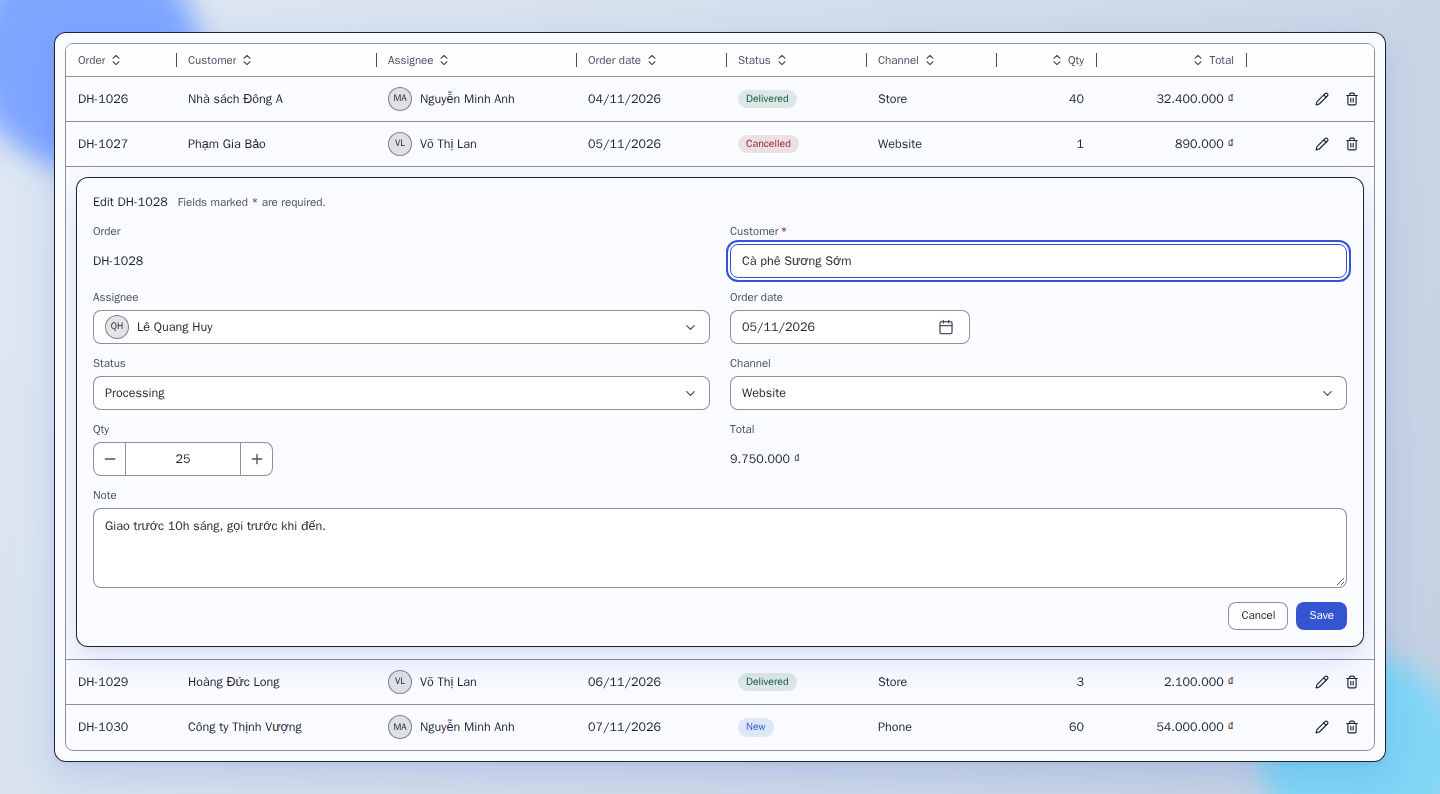 Order Customer Assignee Order date Status Channel Qty Total
DH-1026 Nhà sách Đông A MA Nguyễn Minh Anh 04/11/2026 Delivered Store 40 32.400.000 ₫
DH-1027 Phạm Gia Bảo VL Võ Thị Lan 05/11/2026 Cancelled Website 1 890.000 ₫
Edit DH-1028 Fields marked * are required.
Order Customer *
DH-1028 Cà phê Sương Sớm
Assignee Order date
QH Lê Quang Huy 05/11/2026
Status Channel
Processing Website
Qty Total
25 9.750.000 ₫
Note
Giao trước 10h sáng, gọi trước khi đến.
Cancel Save
DH-1029 Hoàng Đức Long VL Võ Thị Lan 06/11/2026 Delivered Store 3 2.100.000 ₫
DH-1030 Công ty Thịnh Vượng MA Nguyễn Minh Anh 07/11/2026 New Phone 60 54.000.000 ₫